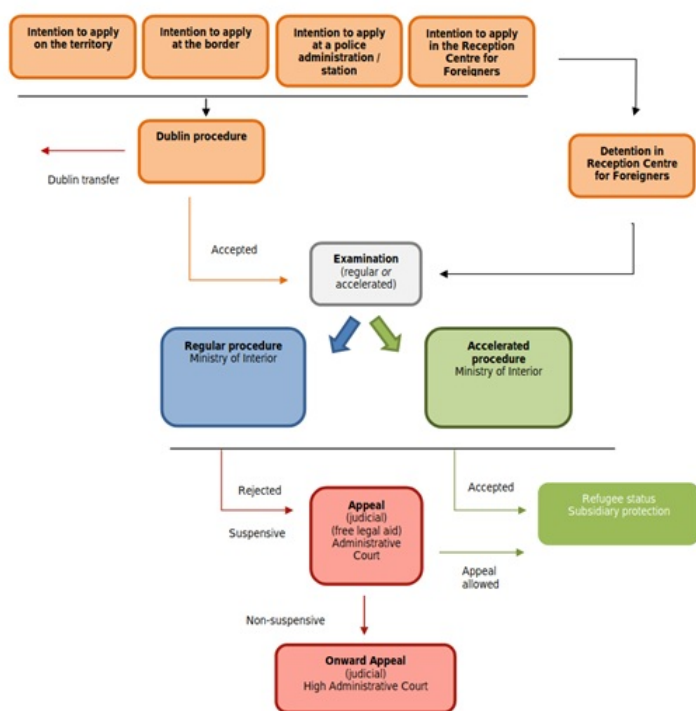 Intention to apply
on the territory
Intention to apply
at the border
Intention to apply
at a police
administration /
station
Intention to apply
in the Reception
Centre for
Foreigners
Dublin procedure
Detention in
Reception Centre
for Foreigners
Dublin transfer
Accepted
Examination
(regular or
accelerated)
Regular procedure
Ministry of Interior
Accelerated
procedure
Ministry of Interior
Rejected
Suspensive
Appeal
(judicial)
(free legal aid)
Administrative
Court
Accepted
Refugee status
Subsidiary protection
Appeal
allowed
Non-suspensive
Onward Appeal
(judicial)
High Administrative Court